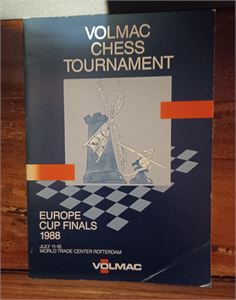 VOLMAC
CHESS
TOURNAMENT
EUROPE
CUP FINALS
1988
JULY 11-16
WORLD TRADE CENTER ROTTERDAM
VOLMAC